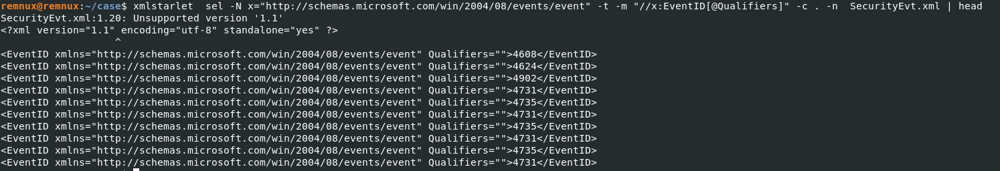 remnux@remnux:~/case$ xmlstarlet  sel -N x="http://schemas.microsoft.com/win/2004/08/events/event" -t -m "//x:EventID[@Qualifiers]" -c . -n  SecurityEvt.xml | head
SecurityEvt.xml:1.20: Unsupported version '1.1'
<?xml version="1.1" encoding="utf-8" standalone="yes" ?>
                   ^
<EventID xmlns="http://schemas.microsoft.com/win/2004/08/events/event" Qualifiers="">4608</EventID>
<EventID xmlns="http://schemas.microsoft.com/win/2004/08/events/event" Qualifiers="">4624</EventID>
<EventID xmlns="http://schemas.microsoft.com/win/2004/08/events/event" Qualifiers="">4902</EventID>
<EventID xmlns="http://schemas.microsoft.com/win/2004/08/events/event" Qualifiers="">4731</EventID>
<EventID xmlns="http://schemas.microsoft.com/win/2004/08/events/event" Qualifiers="">4735</EventID>
<EventID xmlns="http://schemas.microsoft.com/win/2004/08/events/event" Qualifiers="">4731</EventID>
<EventID xmlns="http://schemas.microsoft.com/win/2004/08/events/event" Qualifiers="">4735</EventID>
<EventID xmlns="http://schemas.microsoft.com/win/2004/08/events/event" Qualifiers="">4731</EventID>
<EventID xmlns="http://schemas.microsoft.com/win/2004/08/events/event" Qualifiers="">4735</EventID>
<EventID xmlns="http://schemas.microsoft.com/win/2004/08/events/event" Qualifiers="">4731</EventID>